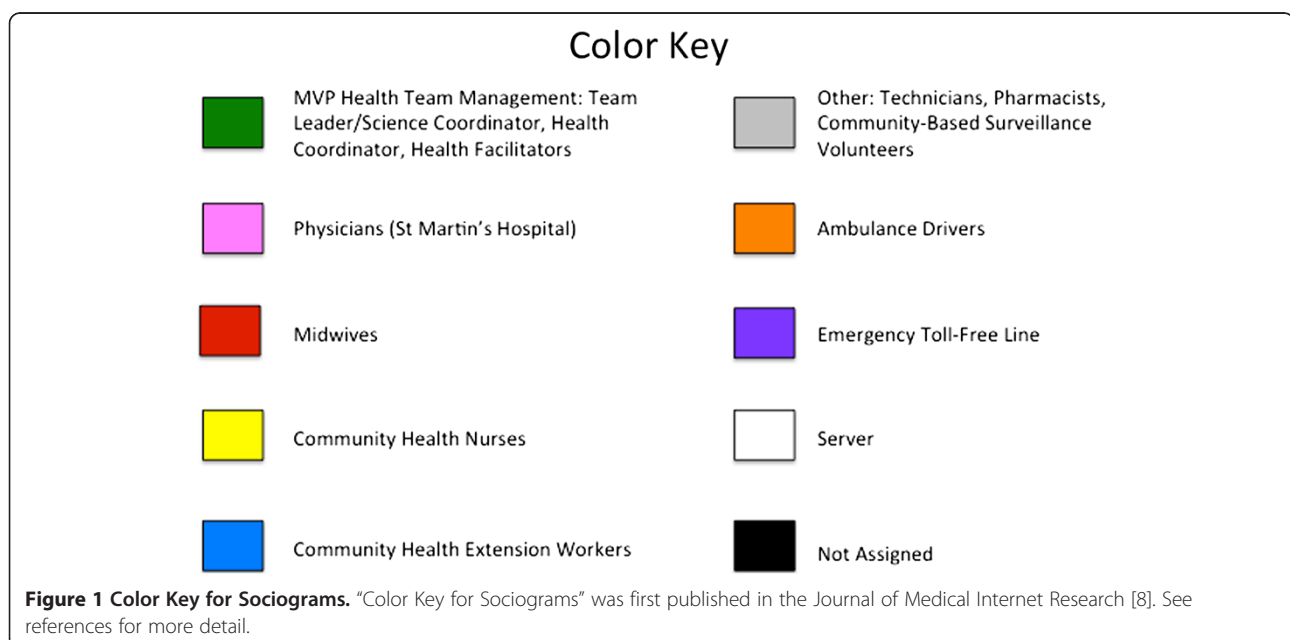 Color Key
MVP Health Team Management: Team
Leader/Science Coordinator, Health
Coordinator, Health Facilitators
Physicians (St Martin's Hospital)
Midwives
Community Health Nurses
Community Health Extension Workers
Other: Technicians, Pharmacists,
Community-Based Surveillance
Volunteers
Ambulance Drivers
Emergency Toll-Free Line
Server
Not Assigned
Figure 1 Color Key for Sociograms. “Color Key for Sociograms” was first published in the Journal of Medical Internet Research [8]. See
references for more detail.